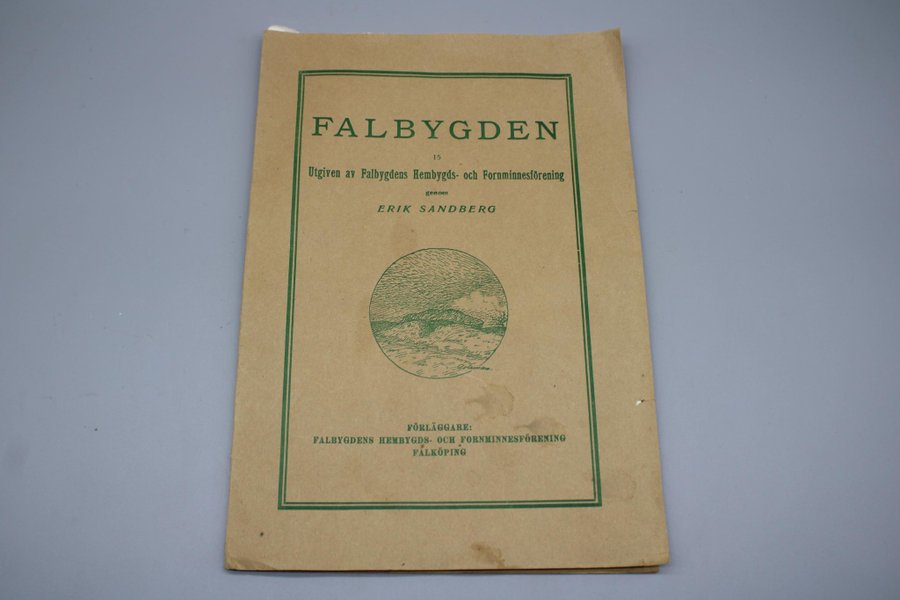 FALBYGDEN
15
Utgiven av Falbygdens Hembygds- och Fornminnesförening
genom
ERIK SANDBERG
FÖRLÄGGARE:
FALBYGDENS HEMBYGDS- OCH FORNMINNESFÖRENING
FALKÖPING